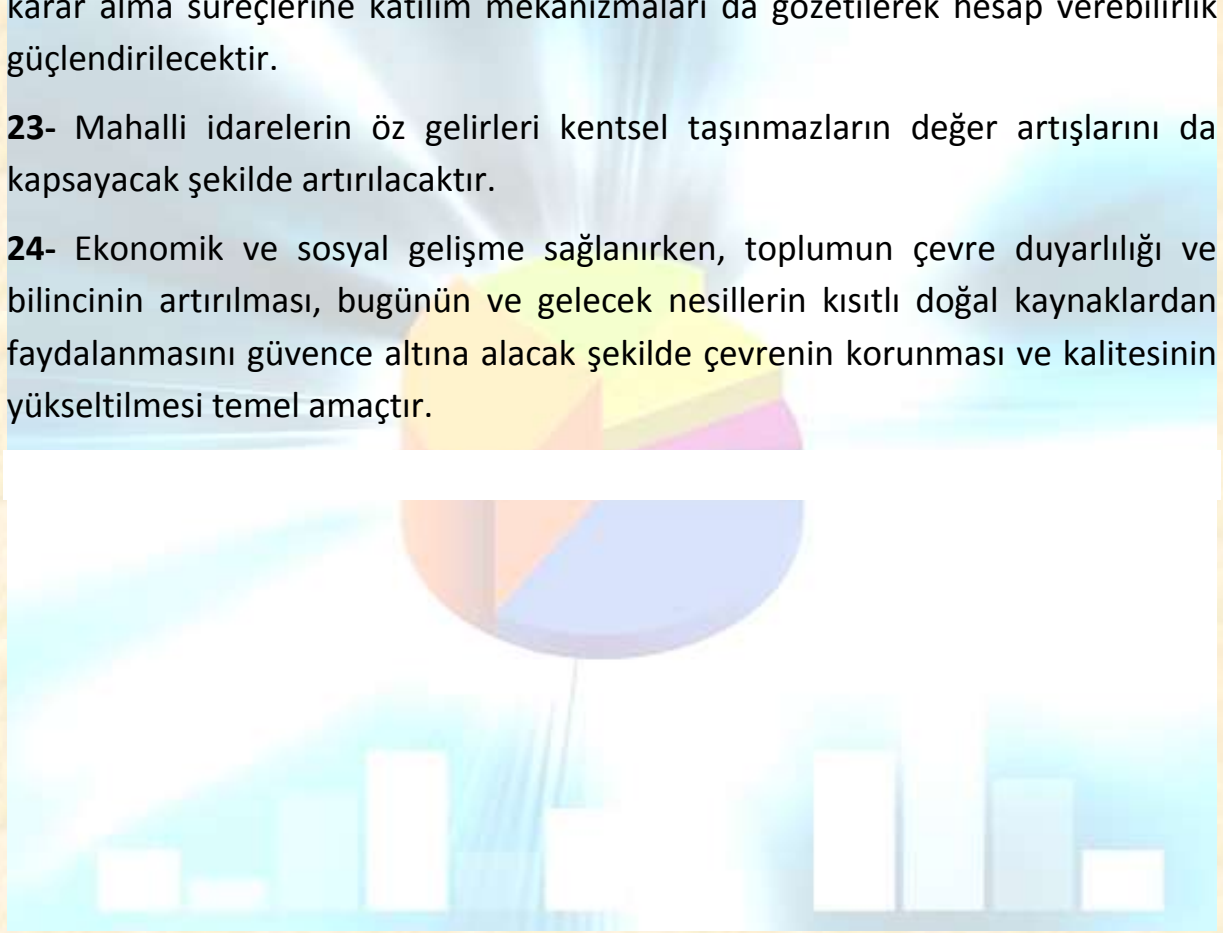 karar alma süreçlerine katılım mekanizmaları da gözetilerek hesap verebilirlik
güçlendirilecektir.
23- Mahalli idarelerin öz gelirleri kentsel taşınmazların değer artışlarını da
kapsayacak şekilde artırılacaktır.
24- Ekonomik ve sosyal gelişme sağlanırken, toplumun çevre duyarlılığı ve
bilincinin artırılması, bugünün ve gelecek nesillerin kısıtlı doğal kaynaklardan
faydalanmasını güvence altına alacak şekilde çevrenin korunması ve kalitesinin
yükseltilmesi temel amaçtır.